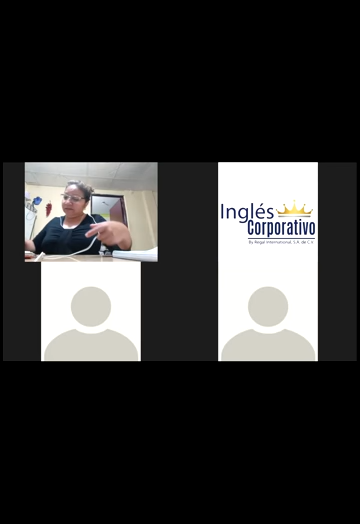 Inglés
Corporativo
By Regal International, S.A. de C.V.